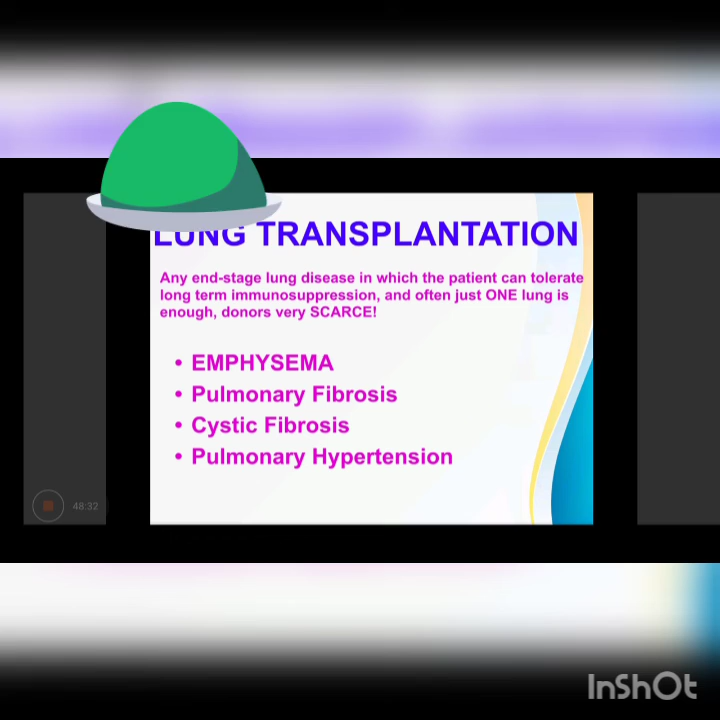 LUNG TRANSPLANTATION
Any end-stage lung disease in which the patient can tolerate
long term immunosuppression, and often just ONE lung is
enough, donors very SCARCE!
• EMPHYSEMA
• Pulmonary Fibrosis
• Cystic Fibrosis
• Pulmonary Hypertension
48:32
InShOt